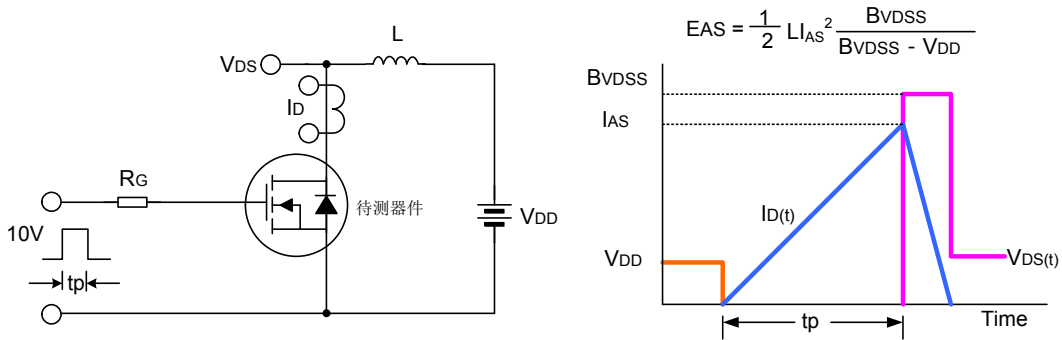 L
VDS
ID
RG
10V
tp
待测器件
VDD
EAS = 1/2 LIAS² BVDSS/(BVDSS - VDD)
BVDSS
IAS
ID(t)
VDD
VDS(t)
tp
Time